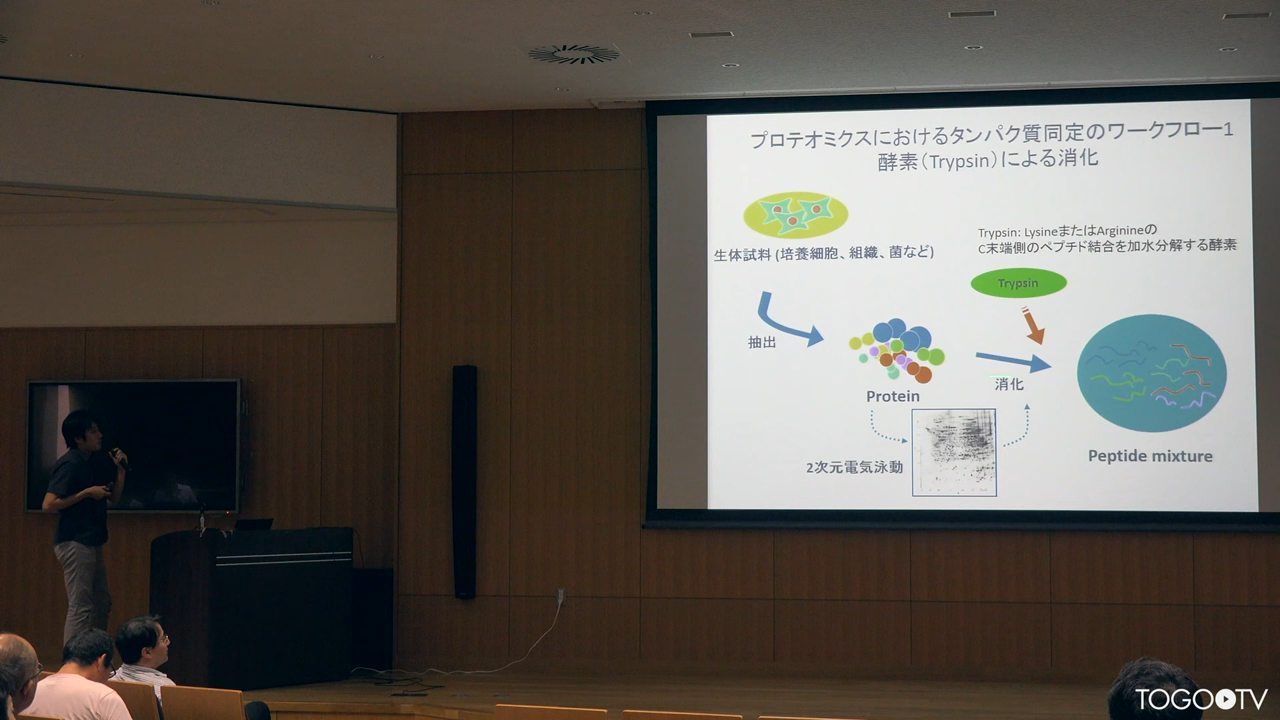 プロテオミクスにおけるタンパク質同定のワークフロー1
酵素(Trypsin)による消化
生体試料 (培養細胞、組織、菌など)
Trypsin: LysineまたはArginineの
C末端側のペプチド結合を加水分解する酵素
Trypsin
抽出
消化
Protein
2次元電気泳動
Peptide mixture
TOGOTV